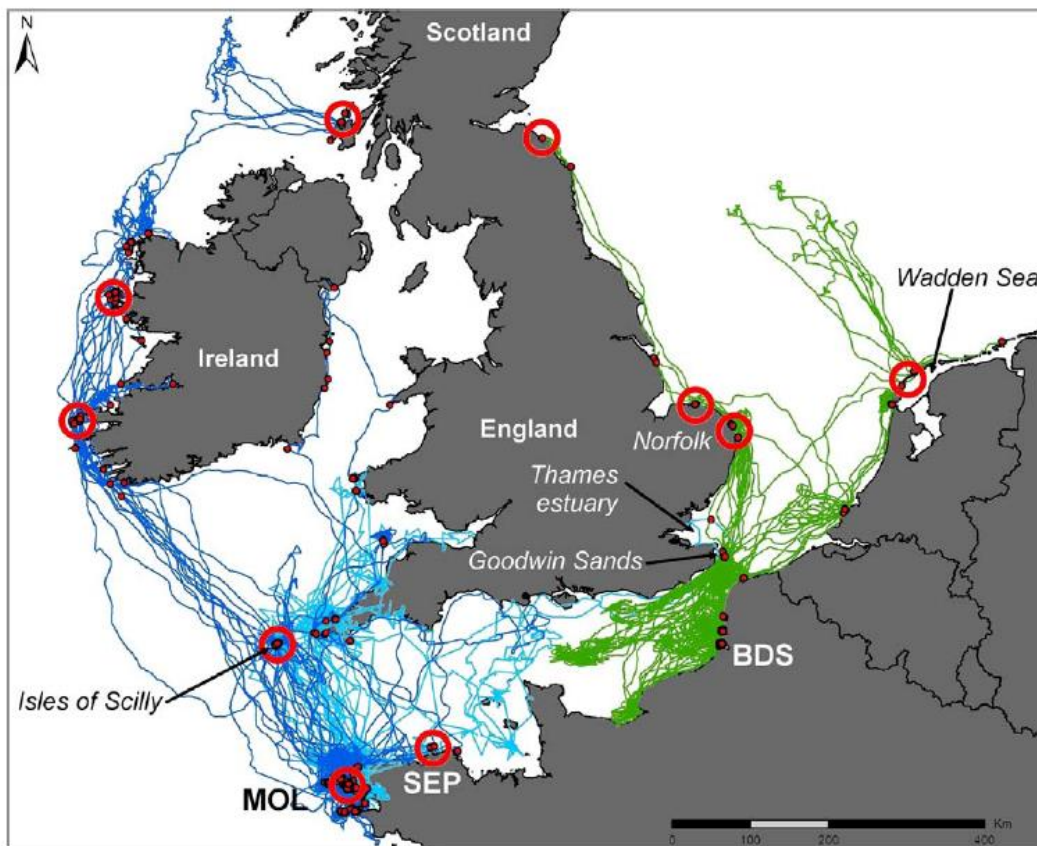 N
Scotland
Wadden Sea
Ireland
England
Norfolk
Thames
estuary
Goodwin Sands
BDS
Isles of Scilly
SEP
MOL
Km
0 100 200 400